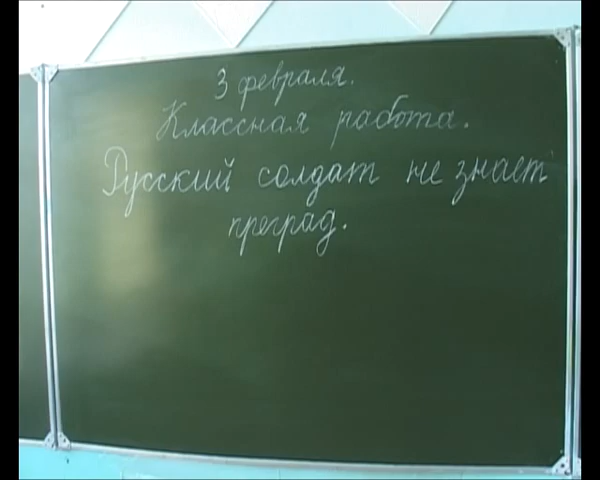 3 февраля.
Классная работа.
Русский солдат не знает
преград.